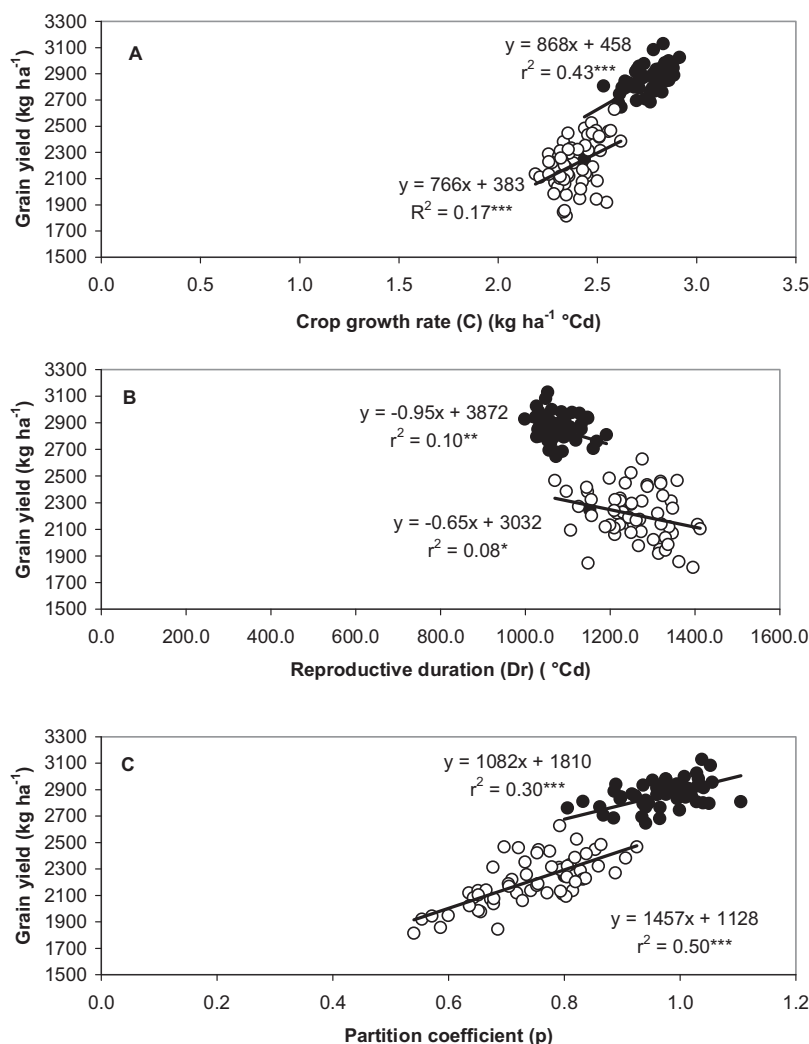 A
y = 868x + 458
r² = 0.43***
y = 766x + 383
R² = 0.17***
3300
3100
2900
2700
2500
2300
2100
1900
1700
1500
Grain yield (kg ha⁻¹)
0.0 0.5 1.0 1.5 2.0 2.5 3.0 3.5
Crop growth rate (C) (kg ha⁻¹ °Cd)
B
y = -0.95x + 3872
r² = 0.10**
y = -0.65x + 3032
r² = 0.08*
3300
3100
2900
2700
2500
2300
2100
1900
1700
1500
Grain yield (kg ha⁻¹)
0.0 200.0 400.0 600.0 800.0 1000.0 1200.0 1400.0 1600.0
Reproductive duration (Dr) ( °Cd)
C
y = 1082x + 1810
r² = 0.30***
y = 1457x + 1128
r² = 0.50***
3300
3100
2900
2700
2500
2300
2100
1900
1700
1500
Grain yield (kg ha⁻¹)
0.0 0.2 0.4 0.6 0.8 1.0 1.2
Partition coefficient (p)